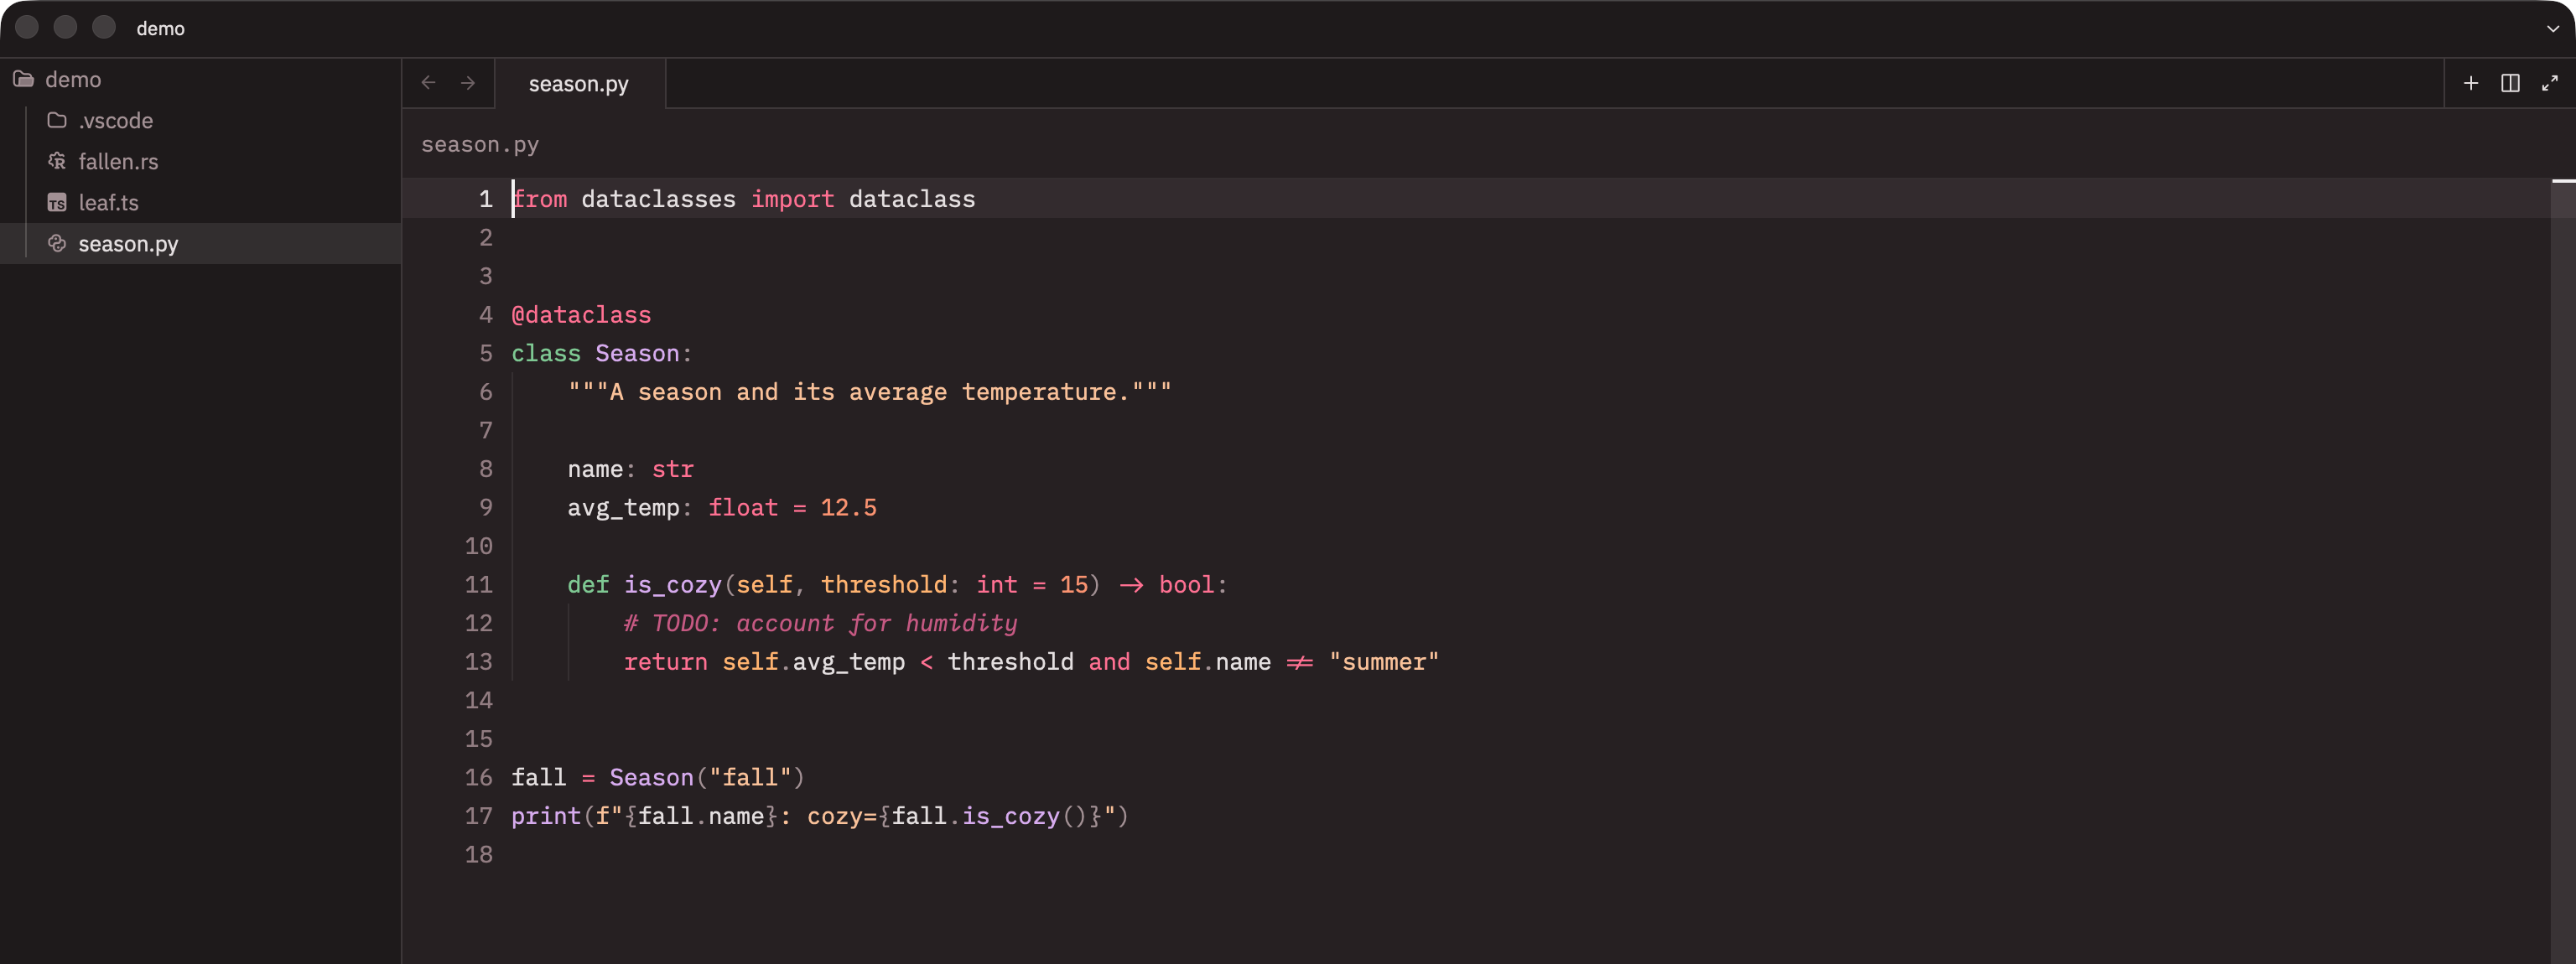 demo
demo
.vscode
fallen.rs
leaf.ts
season.py
season.py
season.py
1 from dataclasses import dataclass
2
3
4 @dataclass
5 class Season:
6     """A season and its average temperature."""
7
8     name: str
9     avg_temp: float = 12.5
10
11     def is_cozy(self, threshold: int = 15) -> bool:
12         # TODO: account for humidity
13         return self.avg_temp < threshold and self.name != "summer"
14
15
16 fall = Season("fall")
17 print(f"{fall.name}: cozy={fall.is_cozy()}")
18